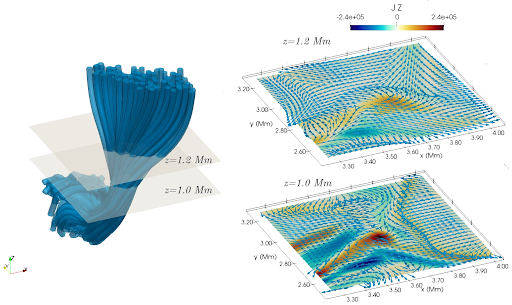 J Z
-2.4e+05 0 2.4e+05
z=1.2 Mm
3.20
3.00
y (Mm)
2.60
3.30 3.40 3.50 3.60 3.70 3.80 3.90 4.00
x (Mm)
z=1.2 Mm
z=1.0 Mm
z=1.0 Mm
3.20
3.00
y (Mm)
2.80
2.60
3.30 3.40 3.50 3.60 3.70 3.80 3.90 4.00
x (Mm)